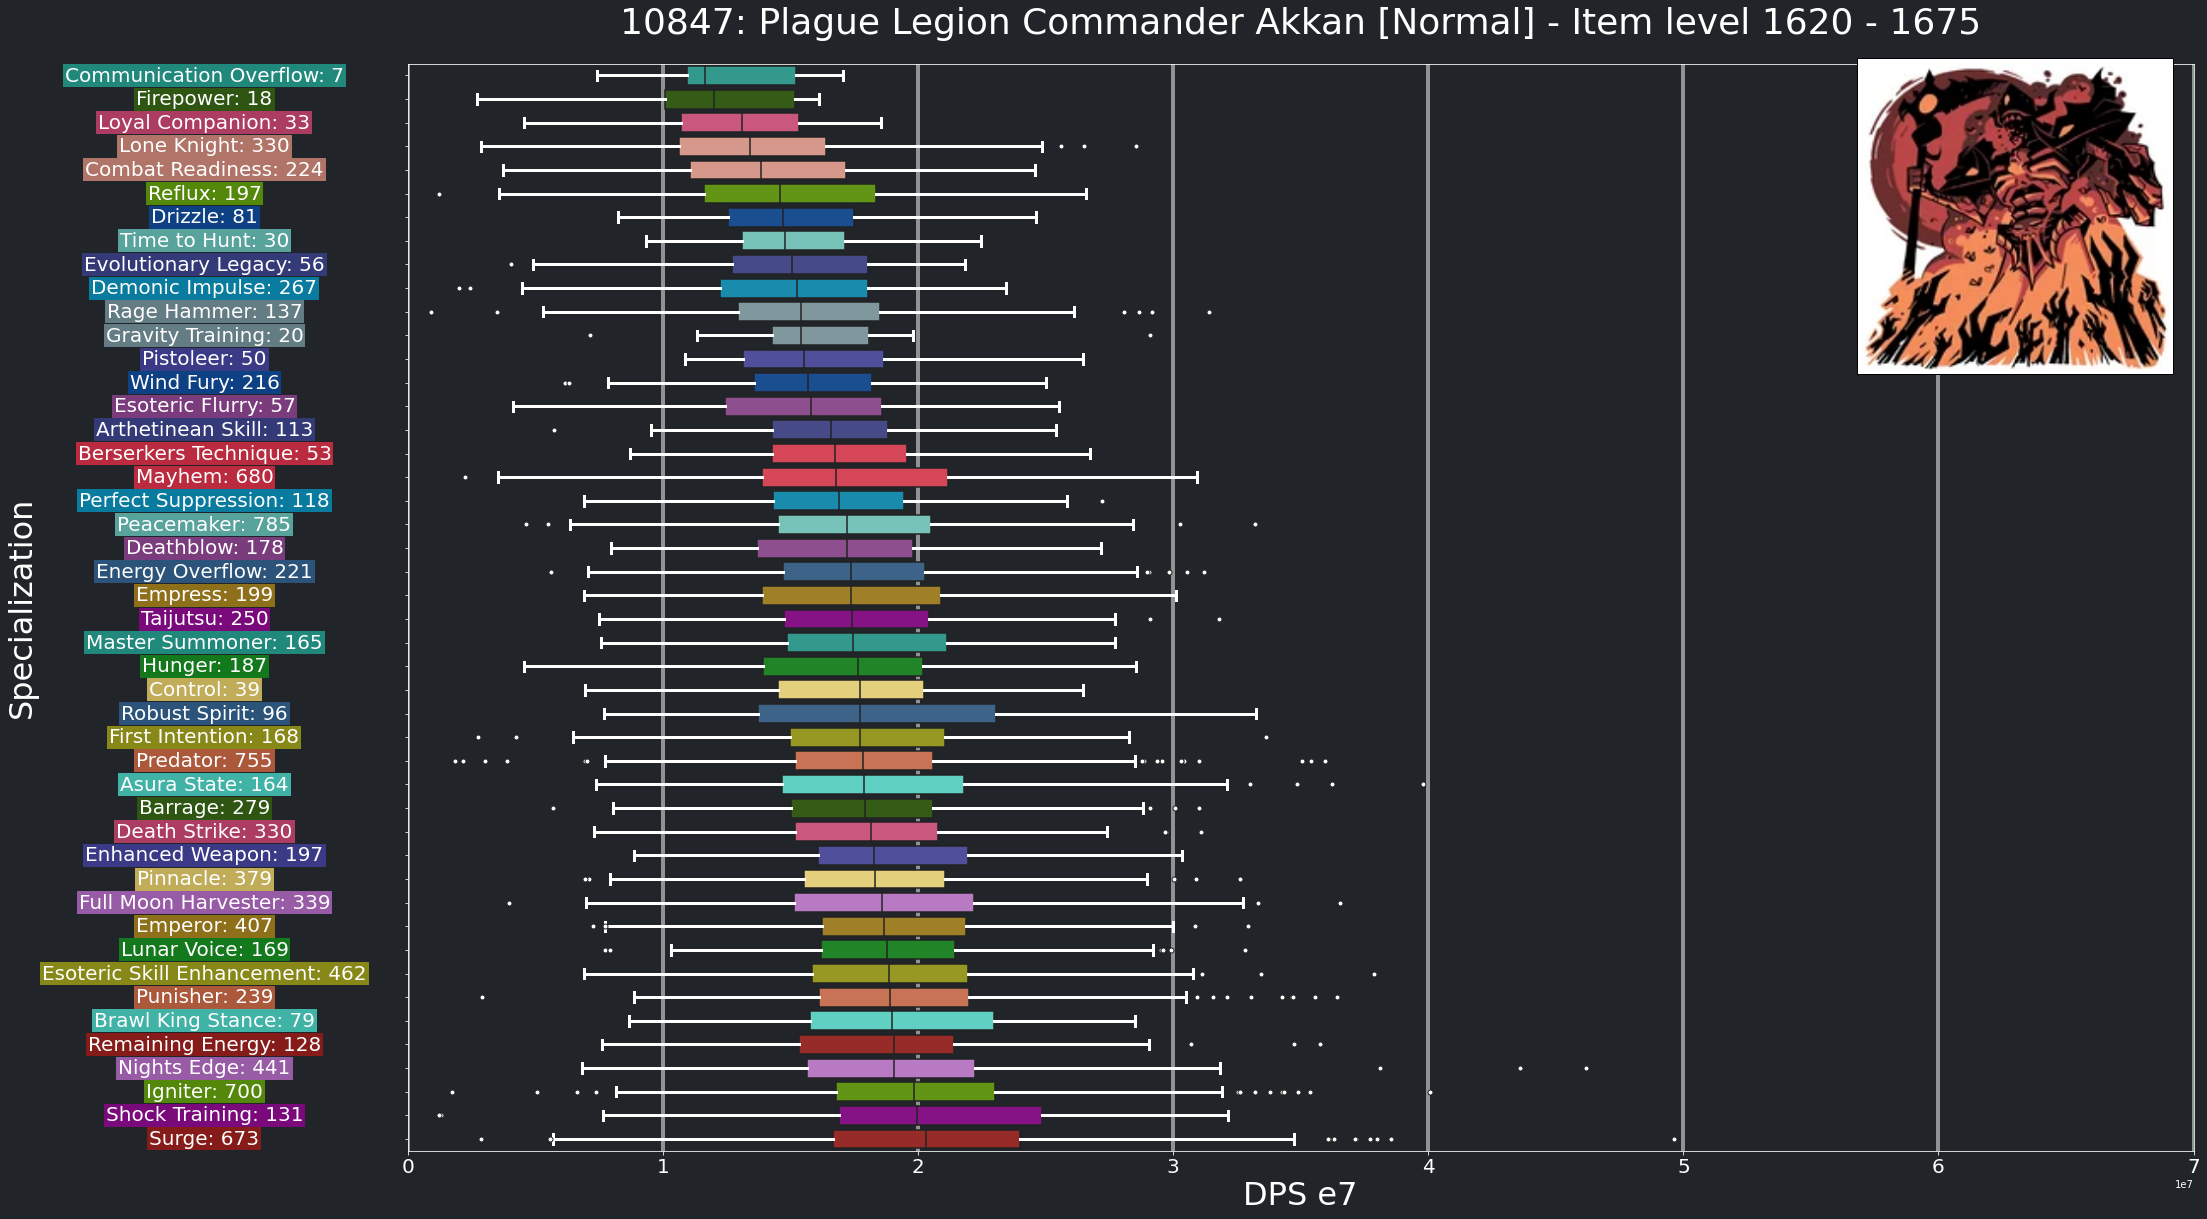 10847: Plague Legion Commander Akkan [Normal] - Item level 1620 - 1675
Specialization
Communication Overflow: 7
Firepower: 18
Loyal Companion: 33
Lone Knight: 330
Combat Readiness: 224
Reflux: 197
Drizzle: 81
Time to Hunt: 30
Evolutionary Legacy: 56
Demonic Impulse: 267
Rage Hammer: 137
Gravity Training: 20
Pistoleer: 50
Wind Fury: 216
Esoteric Flurry: 57
Arthetinean Skill: 113
Berserkers Technique: 53
Mayhem: 680
Perfect Suppression: 118
Peacemaker: 785
Deathblow: 178
Energy Overflow: 221
Empress: 199
Taijutsu: 250
Master Summoner: 165
Hunger: 187
Control: 39
Robust Spirit: 96
First Intention: 168
Predator: 755
Asura State: 164
Barrage: 279
Death Strike: 330
Enhanced Weapon: 197
Pinnacle: 379
Full Moon Harvester: 339
Emperor: 407
Lunar Voice: 169
Esoteric Skill Enhancement: 462
Punisher: 239
Brawl King Stance: 79
Remaining Energy: 128
Nights Edge: 441
Igniter: 700
Shock Training: 131
Surge: 673
0 1 2 3 4 5 6 7
DPS e7
1e7